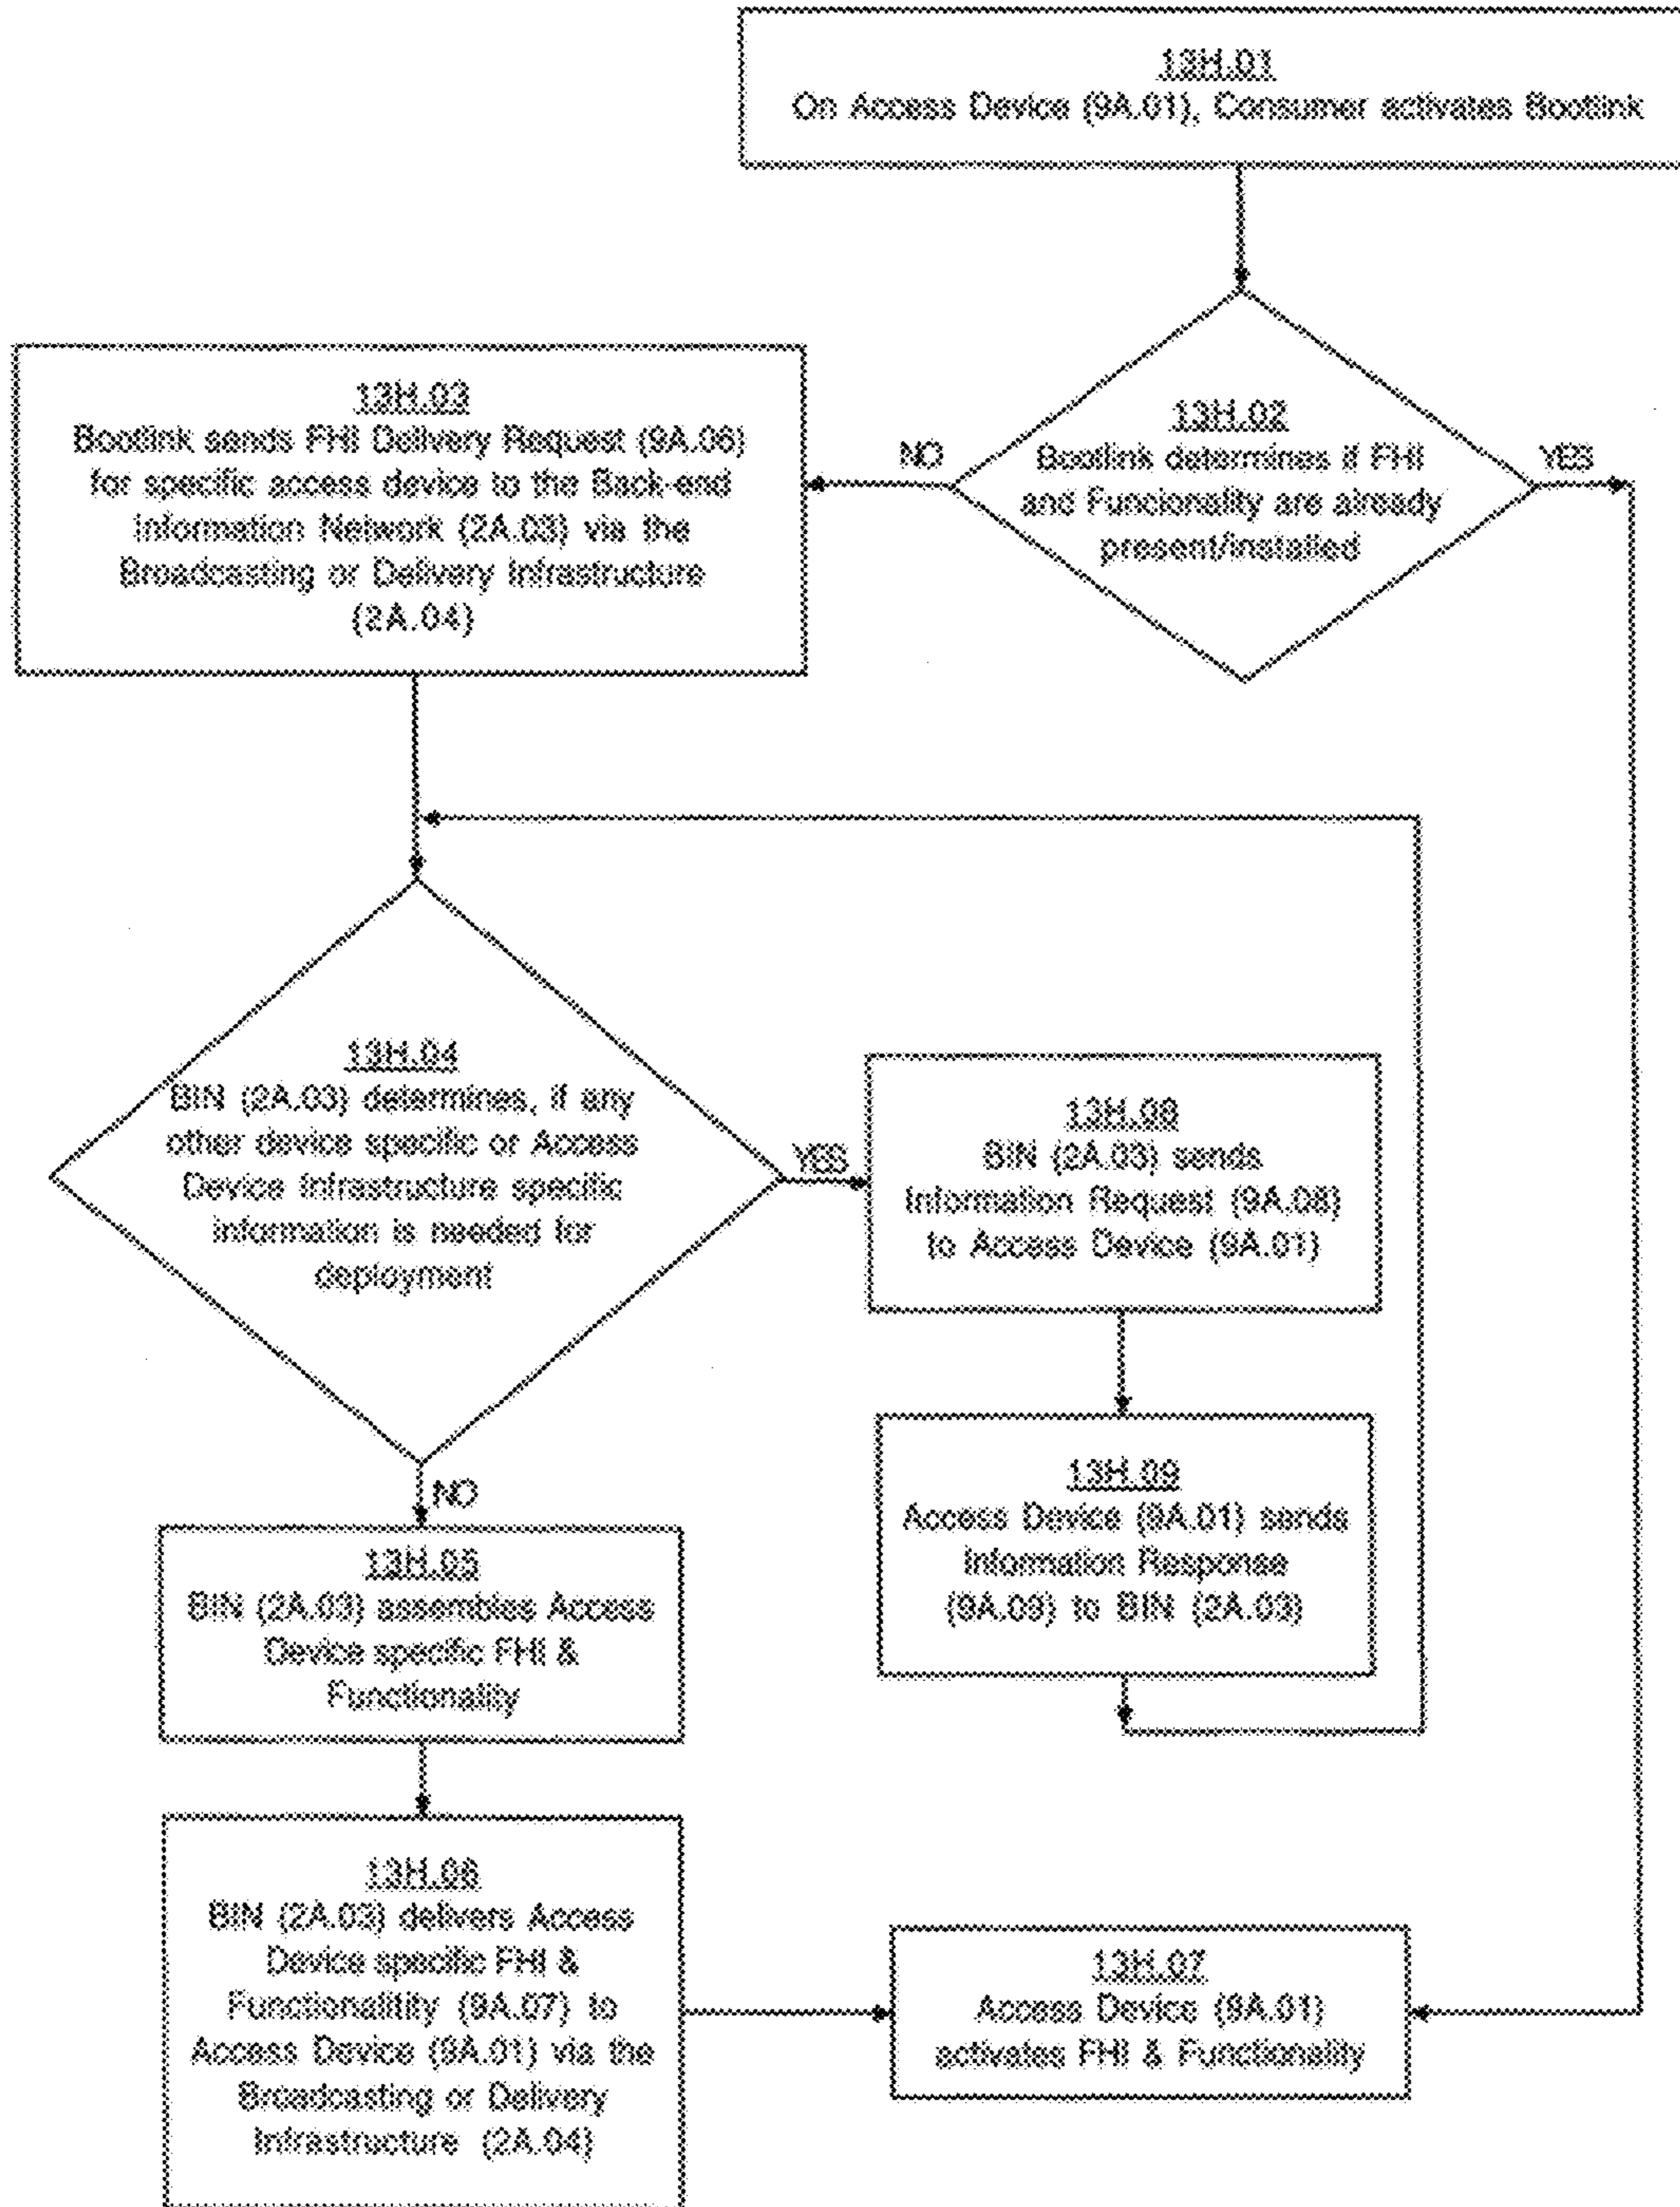 13H.01
On Access Device (9A.01), Consumer activates Bootlink
13H.02
Bootlink determines if FHI
and Funcionality are already
present/installed
NO
YES
13H.03
Bootlink sends FHI Delivery Request (9A.06)
for specific access device to the Back-end
Information Network (2A.03) via the
Broadcasting or Delivery Infrastructure
(2A.04)
13H.04
BIN (2A.03) determines, if any
other device specific or Access
Device Infrastructure specific
information is needed for
deployment
YES
NO
13H.08
BIN (2A.03) sends
Information Request (9A.08)
to Access Device (9A.01)
13H.09
Access Device (9A.01) sends
Information Response
(9A.09) to BIN (2A.03)
13H.05
BIN (2A.03) assembles Access
Device specific FHI &
Functionality
13H.06
BIN (2A.03) delivers Access
Device specific FHI &
Functionalitily (9A.07) to
Access Device (9A.01) via the
Broadcasting or Delivery
Infrastructure (2A.04)
13H.07
Access Device (9A.01)
activates FHI & Functionality